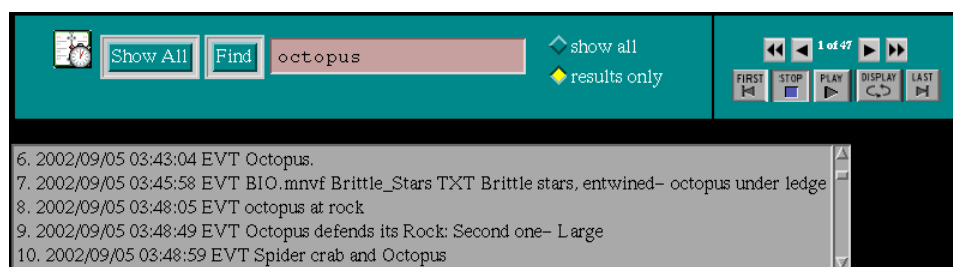 Show All Find octopus show all
results only
1 of 47
FIRST STOP PLAY DISPLAY LAST
6. 2002/09/05 03:43:04 EVT Octopus.
7. 2002/09/05 03:45:58 EVT BIO.mnvf Brittle_Stars TXT Brittle stars, entwined– octopus under ledge
8. 2002/09/05 03:48:05 EVT octopus at rock
9. 2002/09/05 03:48:49 EVT Octopus defends its Rock: Second one– Large
10. 2002/09/05 03:48:59 EVT Spider crab and Octopus